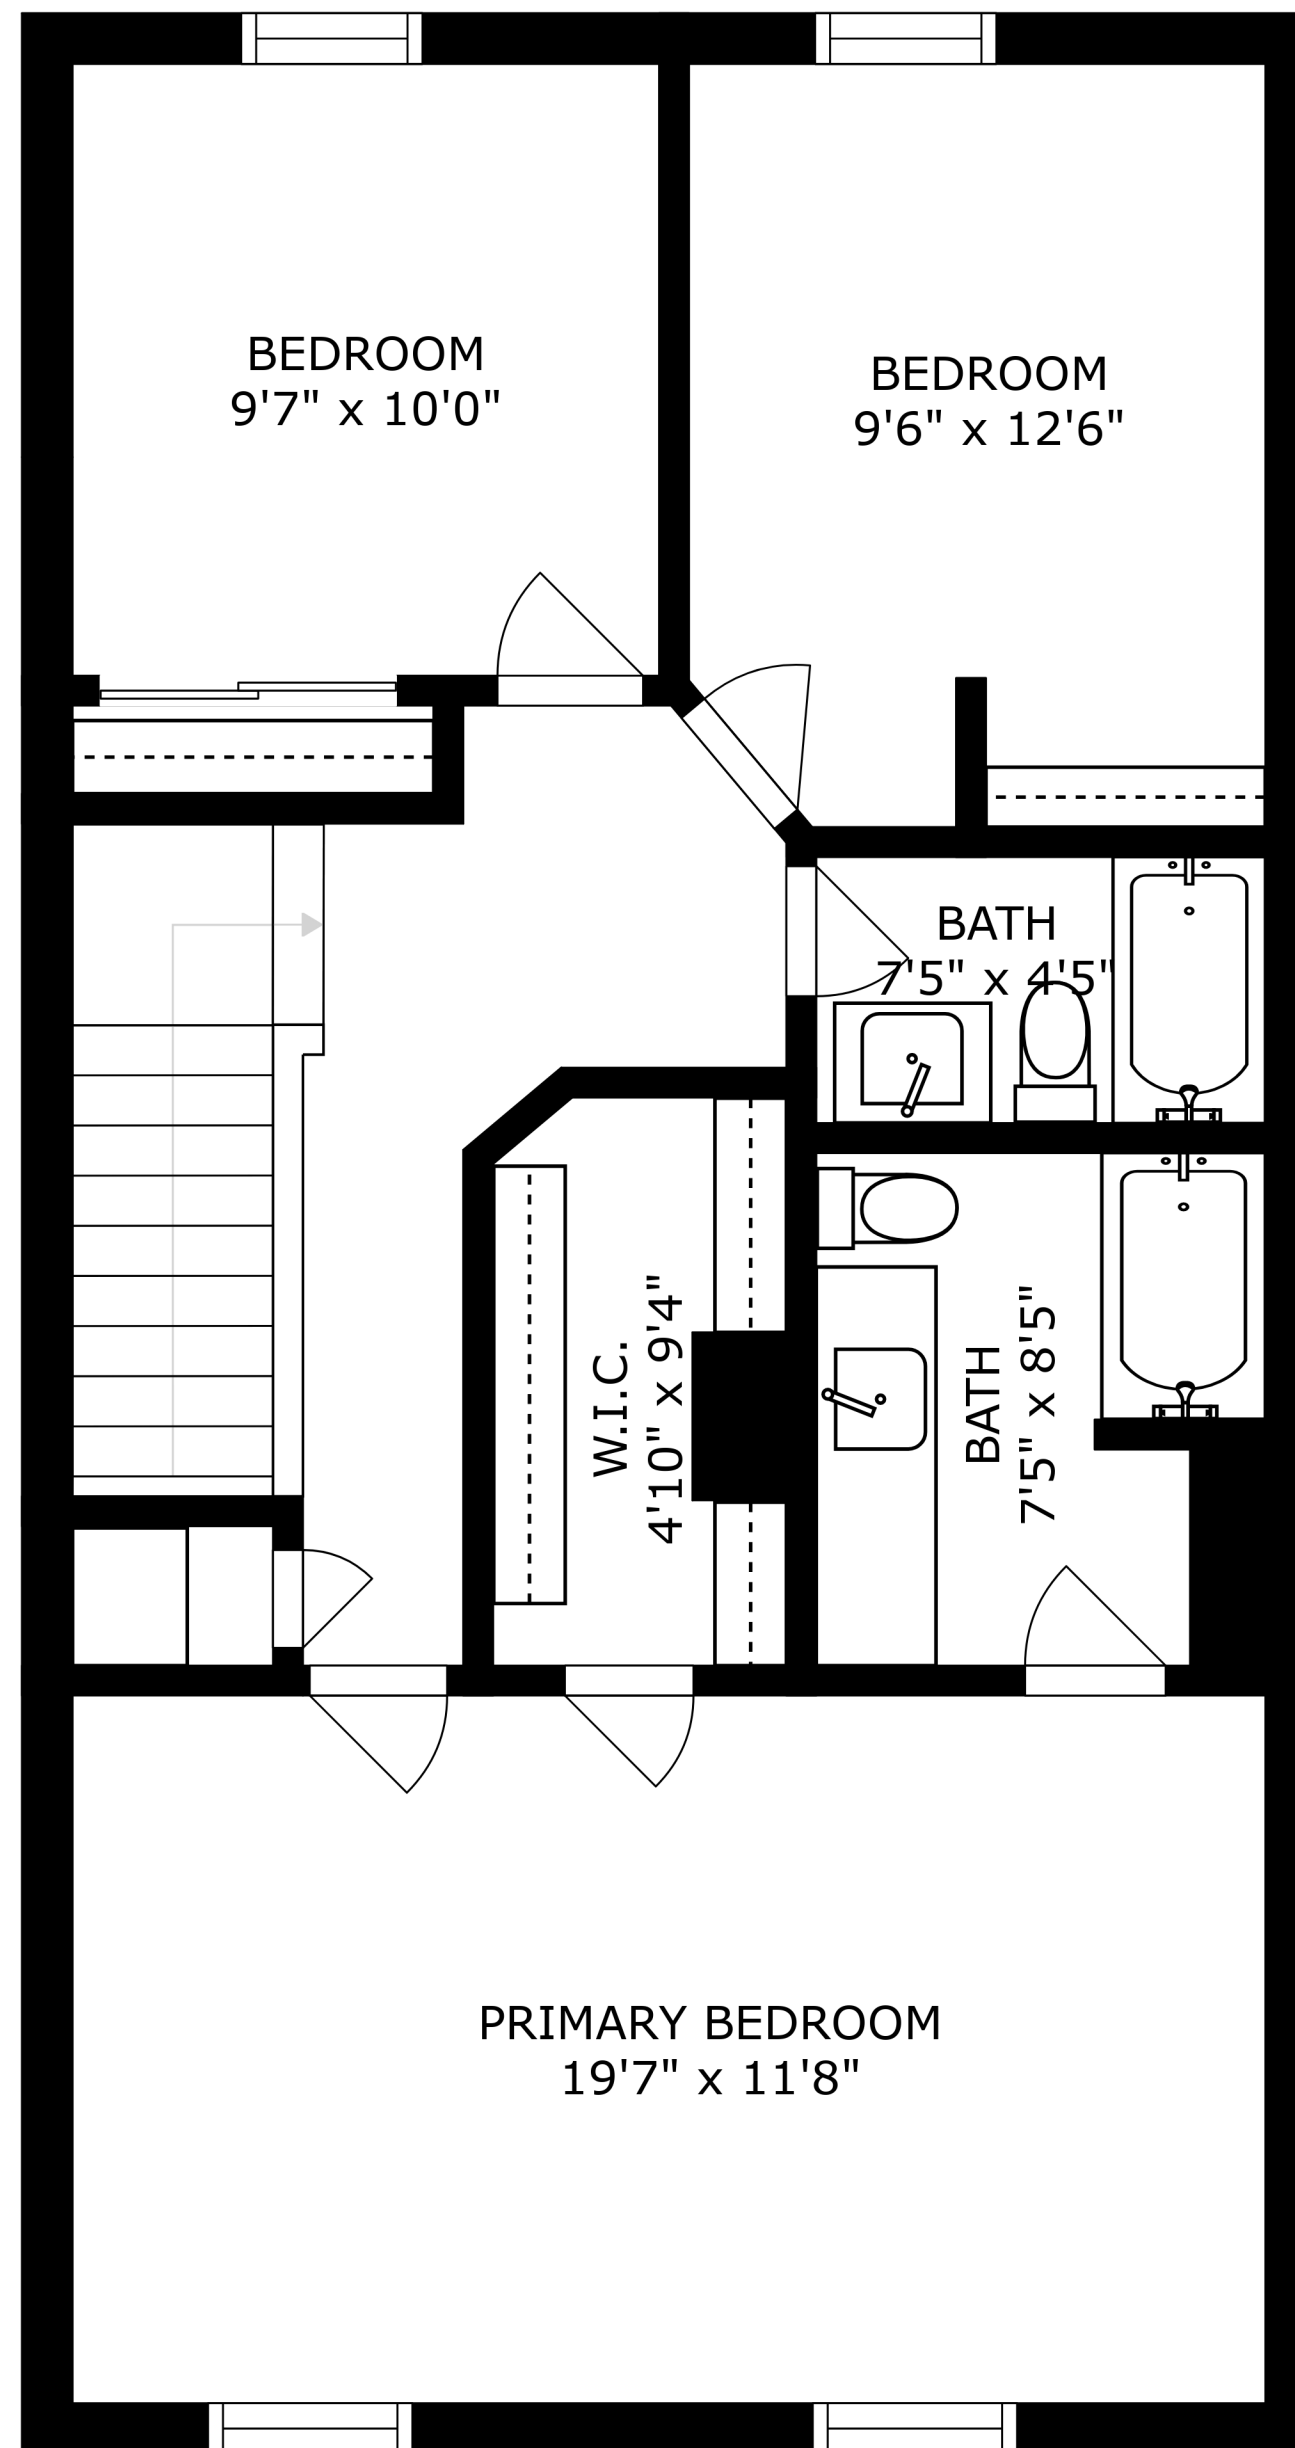 BEDROOM
9'7" x 10'0"
BEDROOM
9'6" x 12'6"
BATH
7'5" x 4'5"
W.I.C.
4'10" x 9'4"
BATH
7'5" x 8'5"
PRIMARY BEDROOM
19'7" x 11'8"